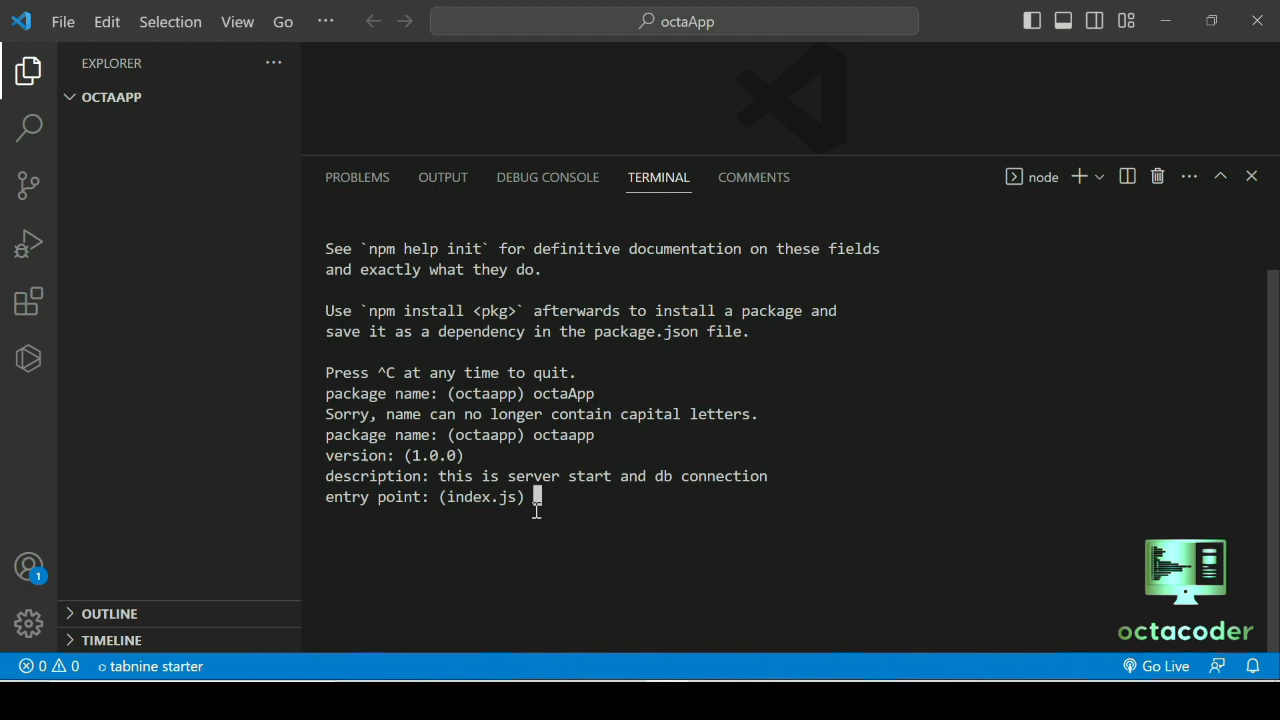 File Edit Selection View Go ··· octaApp
EXPLORER ···
OCTAAPP
PROBLEMS OUTPUT DEBUG CONSOLE TERMINAL COMMENTS node
See `npm help init` for definitive documentation on these fields
and exactly what they do.
Use `npm install <pkg>` afterwards to install a package and
save it as a dependency in the package.json file.
Press ^C at any time to quit.
package name: (octaapp) octaApp
Sorry, name can no longer contain capital letters.
package name: (octaapp) octaapp
version: (1.0.0)
description: this is server start and db connection
entry point: (index.js)
1
octacoder
OUTLINE
TIMELINE
0 0 tabnine starter Go Live